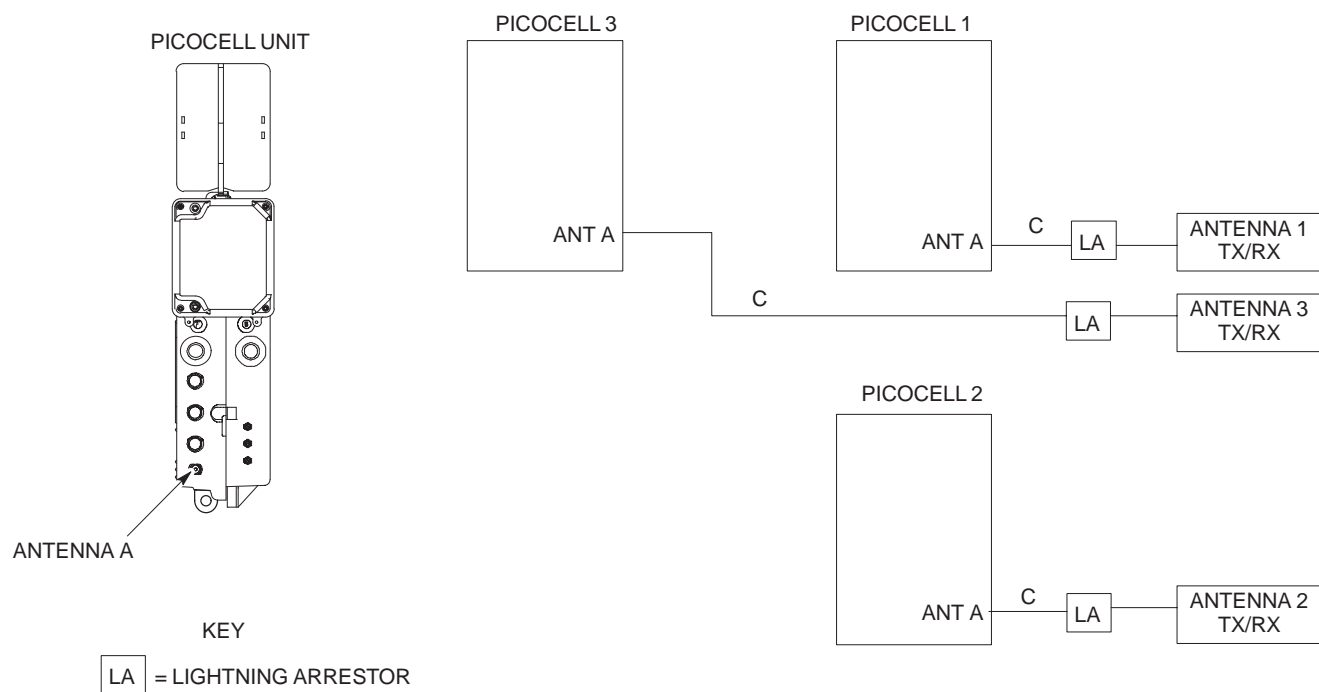 PICOCELL UNIT
ANTENNA A
KEY
LA = LIGHTNING ARRESTOR
PICOCELL 3
ANT A
C
LA
ANTENNA 3
TX/RX
PICOCELL 1
ANT A
C
LA
ANTENNA 1
TX/RX
PICOCELL 2
ANT A
C
LA
ANTENNA 2
TX/RX